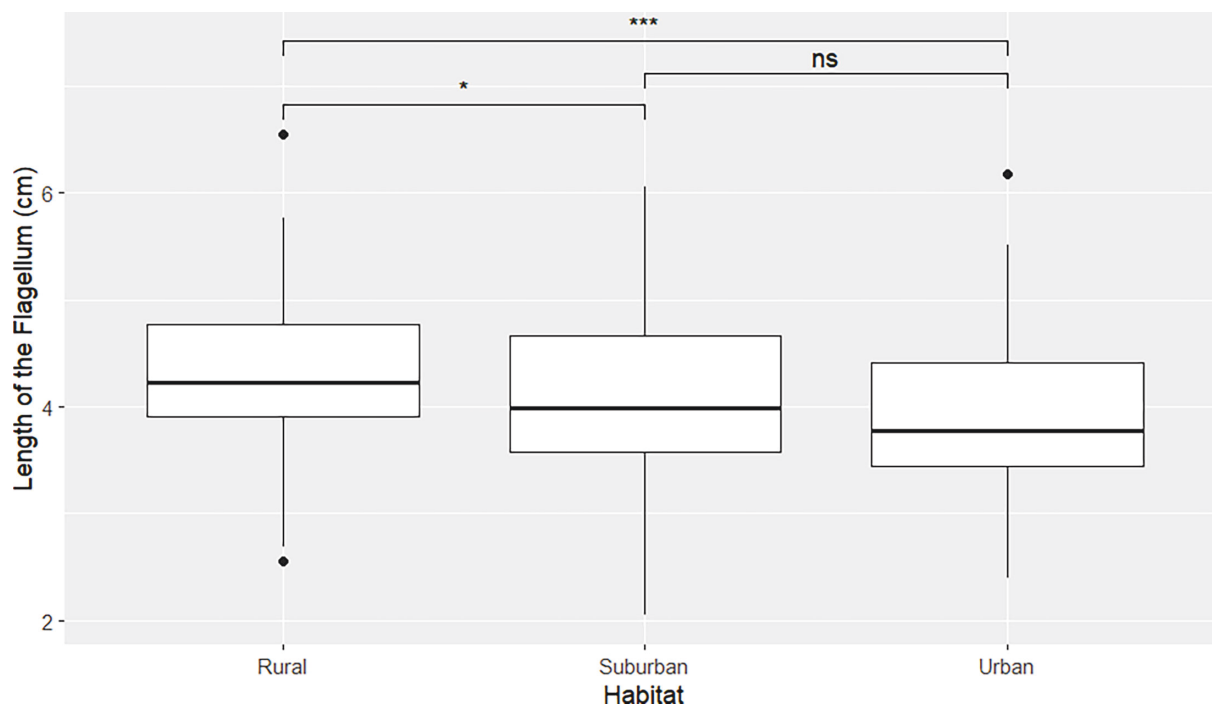 ***
ns
*
Length of the Flagellum (cm)
6
4
2
Rural Suburban Urban
Habitat